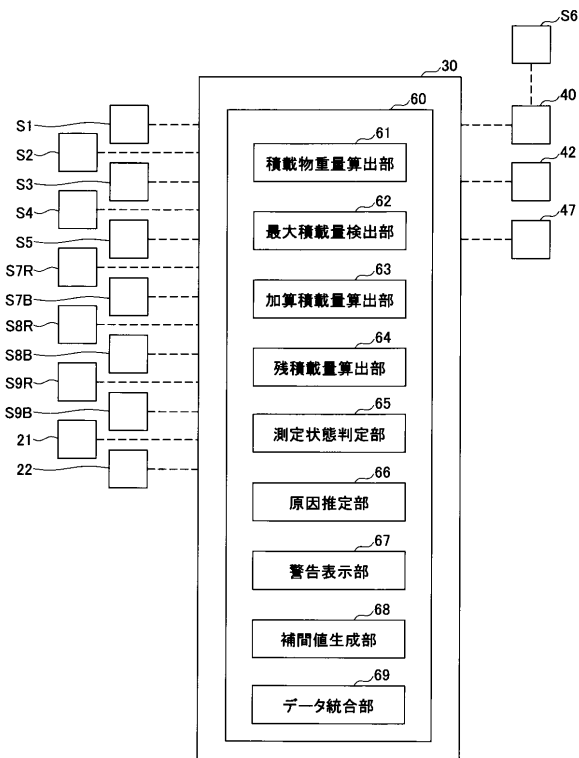 S6
30
60
40
S1
61
積載物重量算出部
S2
42
S3
62
最大積載量検出部
S4
47
S5
63
加算積載量算出部
S7R
S7B
64
残積載量算出部
S8R
S8B
65
測定状態判定部
S9R
S9B
21
66
原因推定部
22
67
警告表示部
68
補間値生成部
69
データ統合部